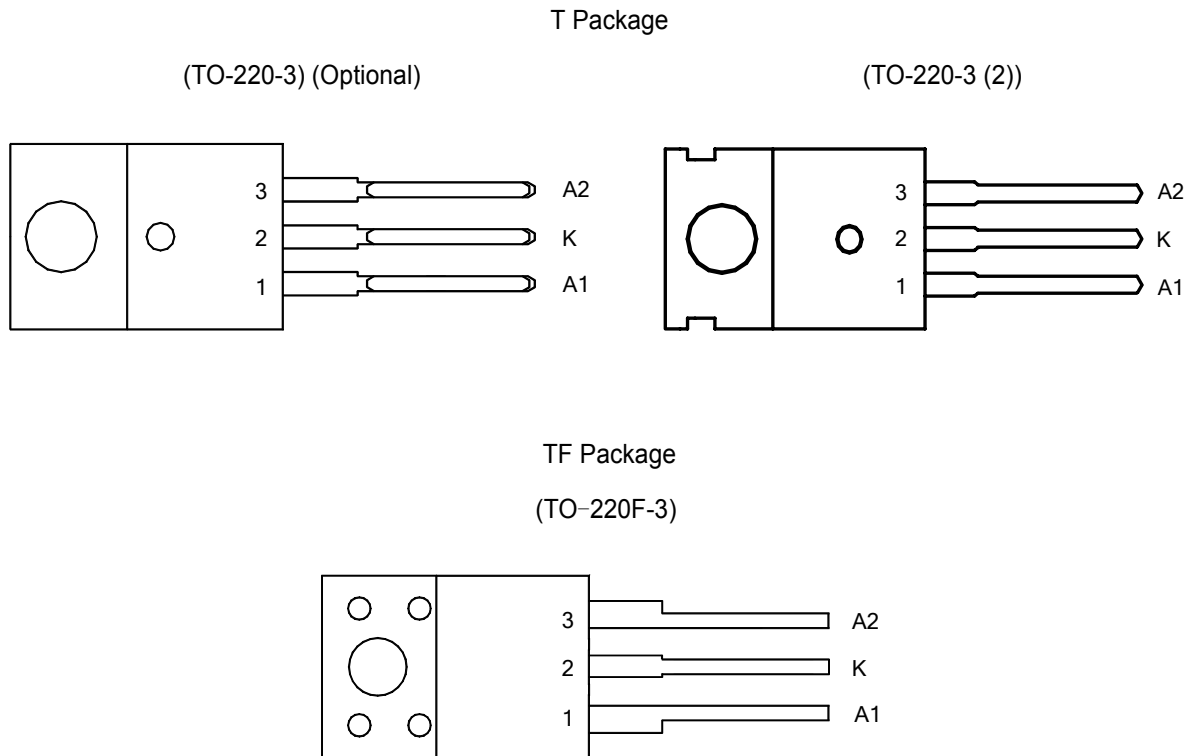 T Package
(TO-220-3) (Optional)
(TO-220-3 (2))
3 A2
2 K
1 A1
3 A2
2 K
1 A1
TF Package
(TO-220F-3)
3 A2
2 K
1 A1